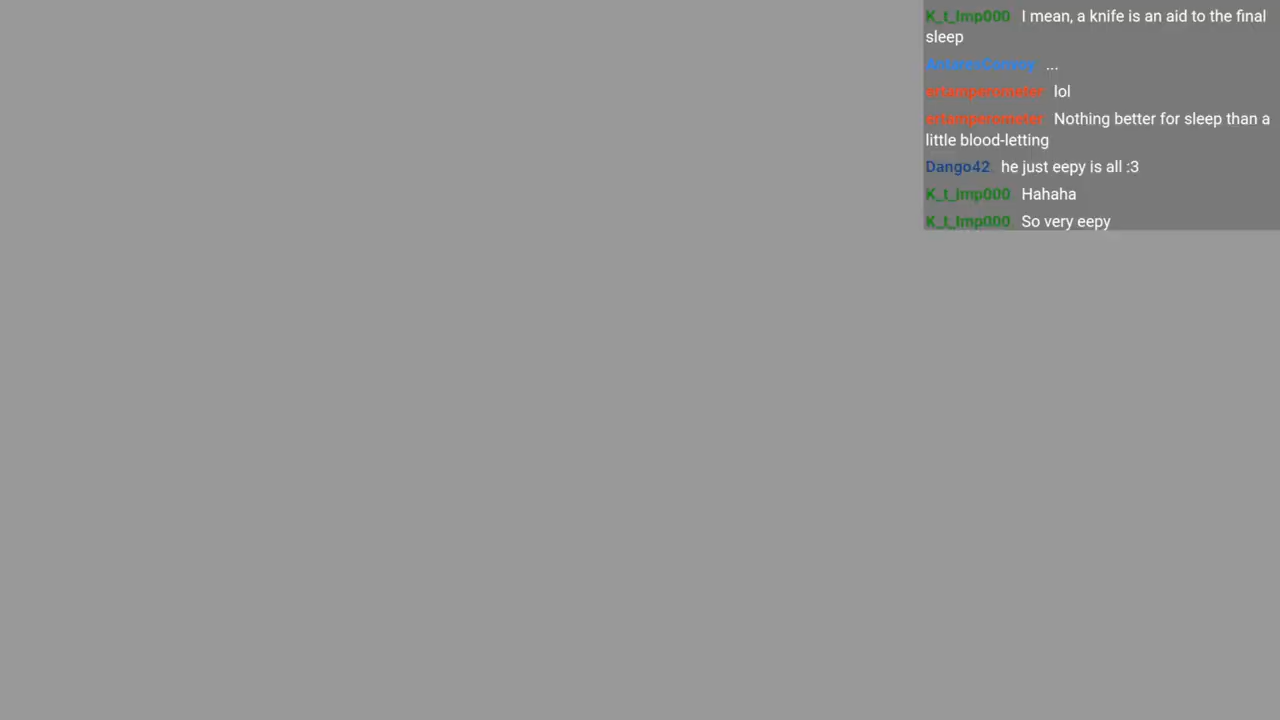 K_t_Imp000 I mean, a knife is an aid to the final
sleep
...
lol
Nothing better for sleep than a
little blood-letting
Dango42 he just eepy is all :3
K_t_Imp000 Hahaha
K_t_Imp000 So very eepy